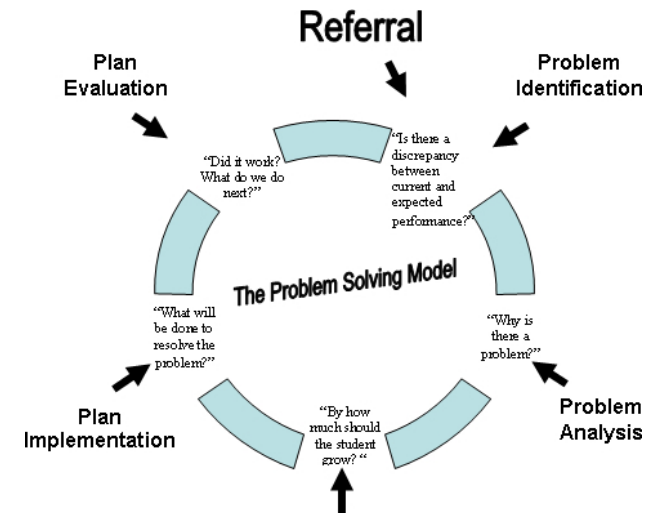 Referral
Plan
Evaluation
Problem
Identification
“Did it work?
What do we do
next?”
“Is there a
discrepancy
between
current and
expected
performance?”
The Problem Solving Model
“What will
be done to
resolve the
problem?”
“Why is
there a
problem?”
Plan
Implementation
“By how
much should
the student
grow? “
Problem
Analysis